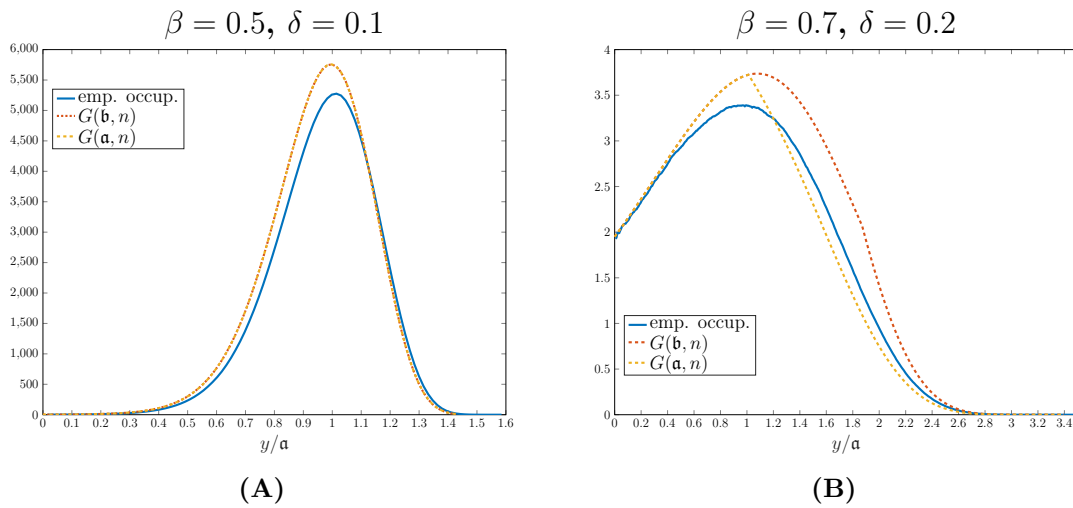 β = 0.5, δ = 0.1
6,000
5,500
5,000
4,500
4,000
3,500
3,000
2,500
2,000
1,500
1,000
500
0
emp. occup.
G(𝔟, n)
G(𝔞, n)
0 0.1 0.2 0.3 0.4 0.5 0.6 0.7 0.8 0.9 1 1.1 1.2 1.3 1.4 1.5 1.6
y/𝔞
(A)
β = 0.7, δ = 0.2
4
3.5
3
2.5
2
1.5
1
0.5
0
emp. occup.
G(𝔟, n)
G(𝔞, n)
0 0.2 0.4 0.6 0.8 1 1.2 1.4 1.6 1.8 2 2.2 2.4 2.6 2.8 3 3.2 3.4
y/𝔞
(B)